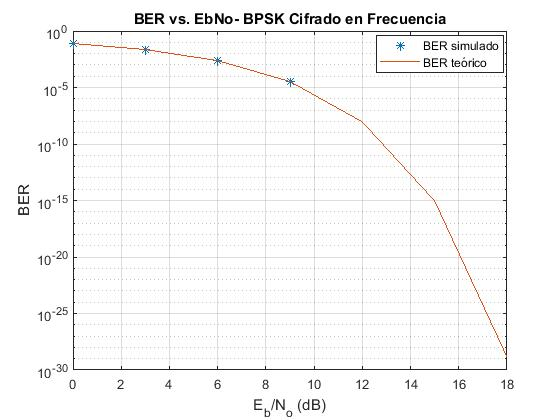 BER vs. EbNo- BPSK Cifrado en Frecuencia
BER simulado
BER teórico
BER
10^0
10^-5
10^-10
10^-15
10^-20
10^-25
10^-30
0 2 4 6 8 10 12 14 16 18
E_b/N_o (dB)